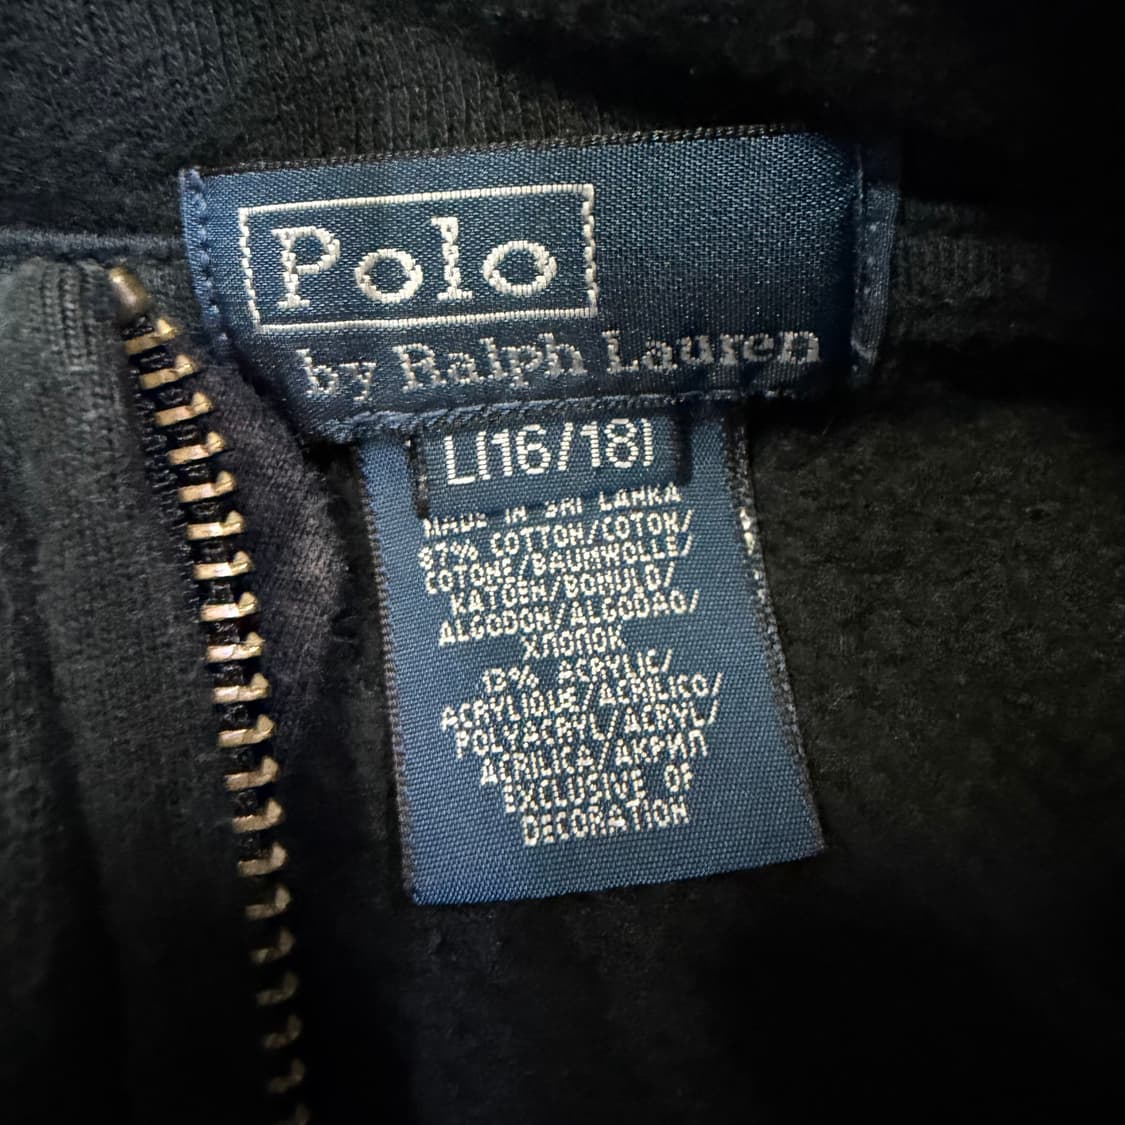 Polo
by Ralph Lauren
L(16/18)
MADE IN SRI LANKA
87% COTTON/COTON/
COTONE/BAUMWOLLE/
KATOEN/BOMULD/
ALGODON/ALGODAO/
ХЛОПОК
13% ACRYLIC/
ACRYLIQUE/ACRILICO/
POLYACRYL/ACRYL/
ACRILICA/АКРИЛ
EXCLUSIVE OF
DECORATION